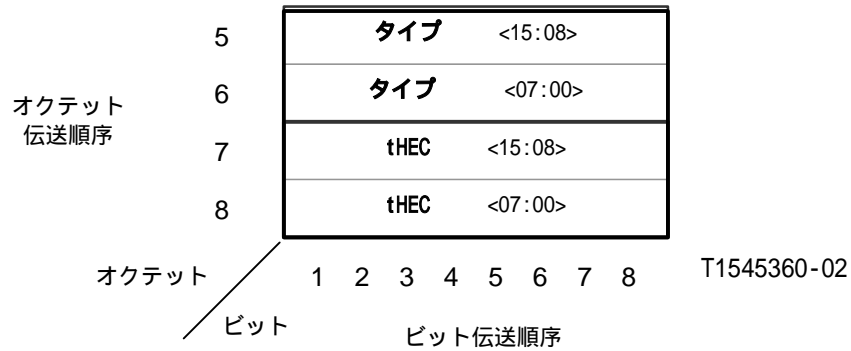 5 タイプ <15:08>
6 タイプ <07:00>
オクテット
伝送順序
7 tHEC <15:08>
8 tHEC <07:00>
オクテット 1 2 3 4 5 6 7 8 T1545360-02
ビット ビット伝送順序